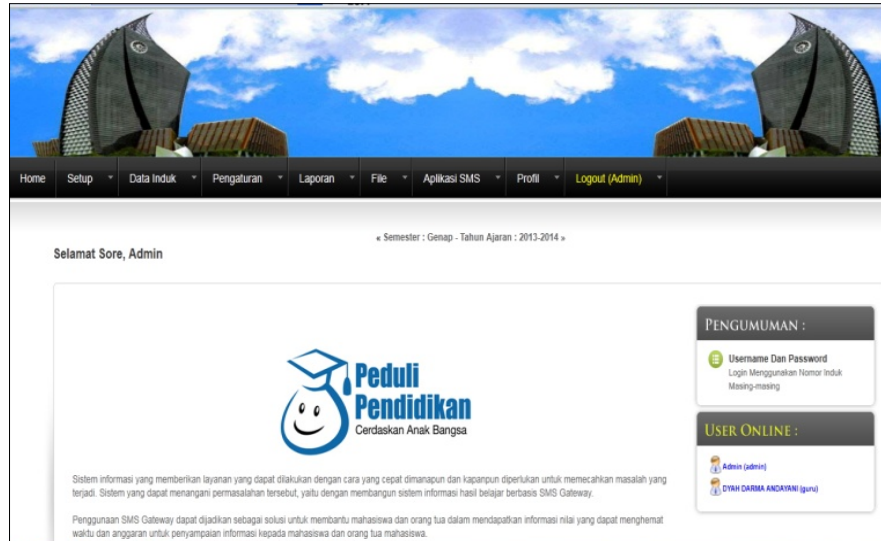 Home Setup Data Induk Pengaturan Laporan File Aplikasi SMS Profil Logout (Admin)
« Semester : Genap - Tahun Ajaran : 2013-2014 »
Selamat Sore, Admin
Peduli
Pendidikan
Cerdaskan Anak Bangsa
Sistem informasi yang memberikan layanan yang dapat dilakukan dengan cara yang cepat dimanapun dan kapanpun diperlukan untuk memecahkan masalah yang
terjadi. Sistem yang dapat menangani permasalahan tersebut, yaitu dengan membangun sistem informasi hasil belajar berbasis SMS Gateway.
Penggunaan SMS Gateway dapat dijadikan sebagai solusi untuk membantu mahasiswa dan orang tua dalam mendapatkan informasi nilai yang dapat menghemat
waktu dan anggaran untuk penyampaian informasi kepada mahasiswa dan orang tua mahasiswa.
PENGUMUMAN :
Username Dan Password
Login Menggunakan Nomor Induk
Masing-masing
USER ONLINE :
Admin (admin)
DYAH DARMA ANDAYANI (guru)